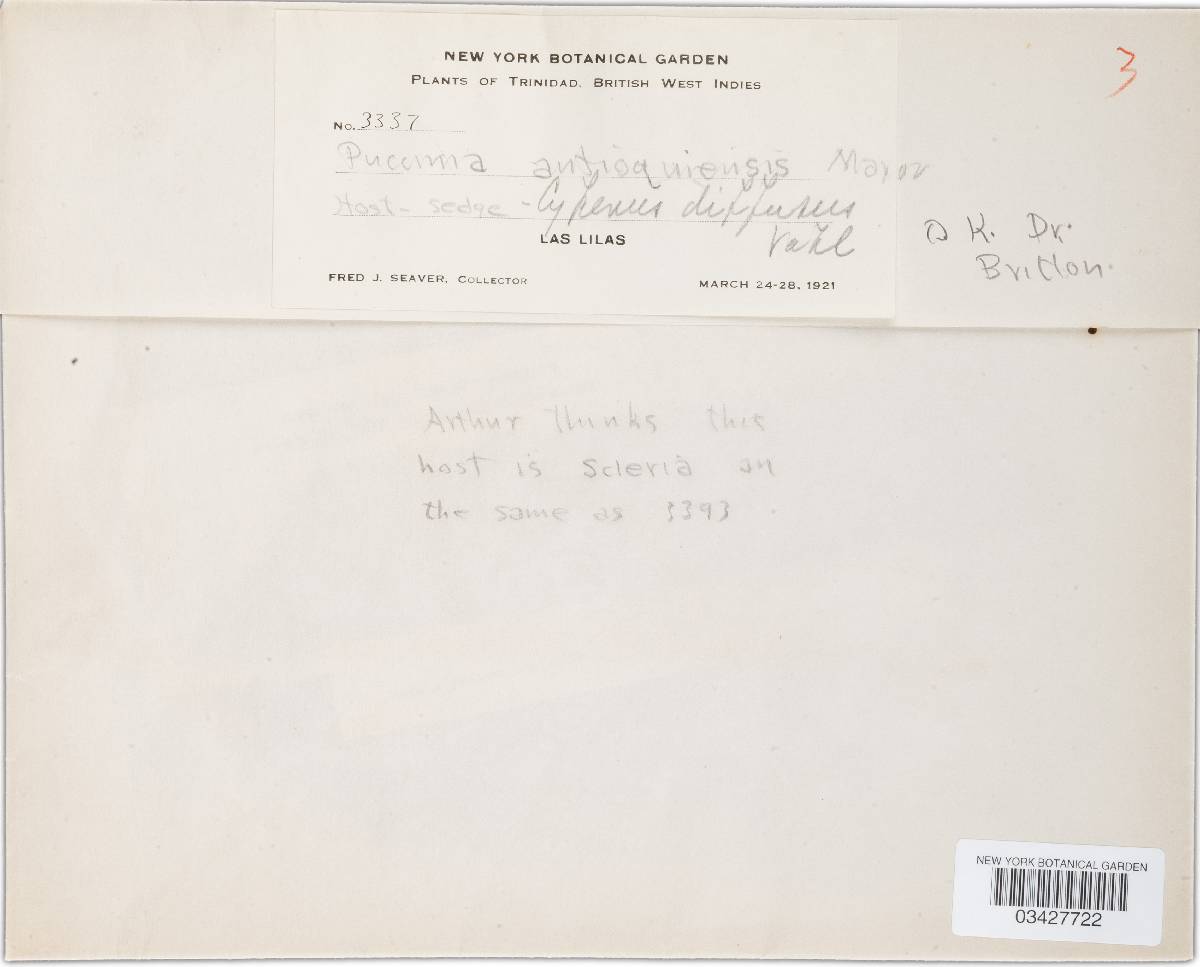 NEW YORK BOTANICAL GARDEN
PLANTS OF TRINIDAD, BRITISH WEST INDIES
No. 3337
Puccinia antioquiensis Mayor
Host - sedge - Cyperus diffusus
Vahl
LAS LILAS
FRED J. SEAVER, COLLECTOR
MARCH 24-28, 1921
3
O K. Dr.
Britton.
Arthur thinks this
host is Scleria an
the same as 3393.
NEW YORK BOTANICAL GARDEN
03427722